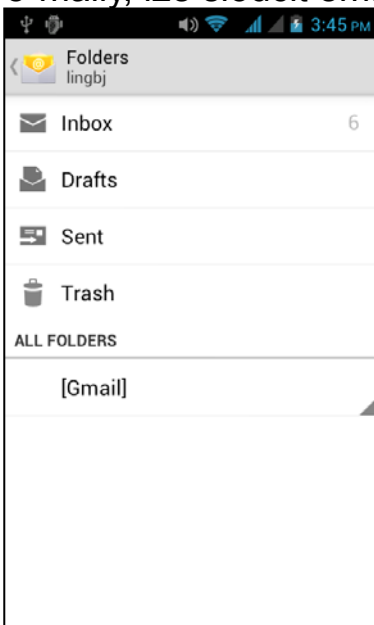 3:45 PM
Folders
lingbj
Inbox 6
Drafts
Sent
Trash
ALL FOLDERS
[Gmail]